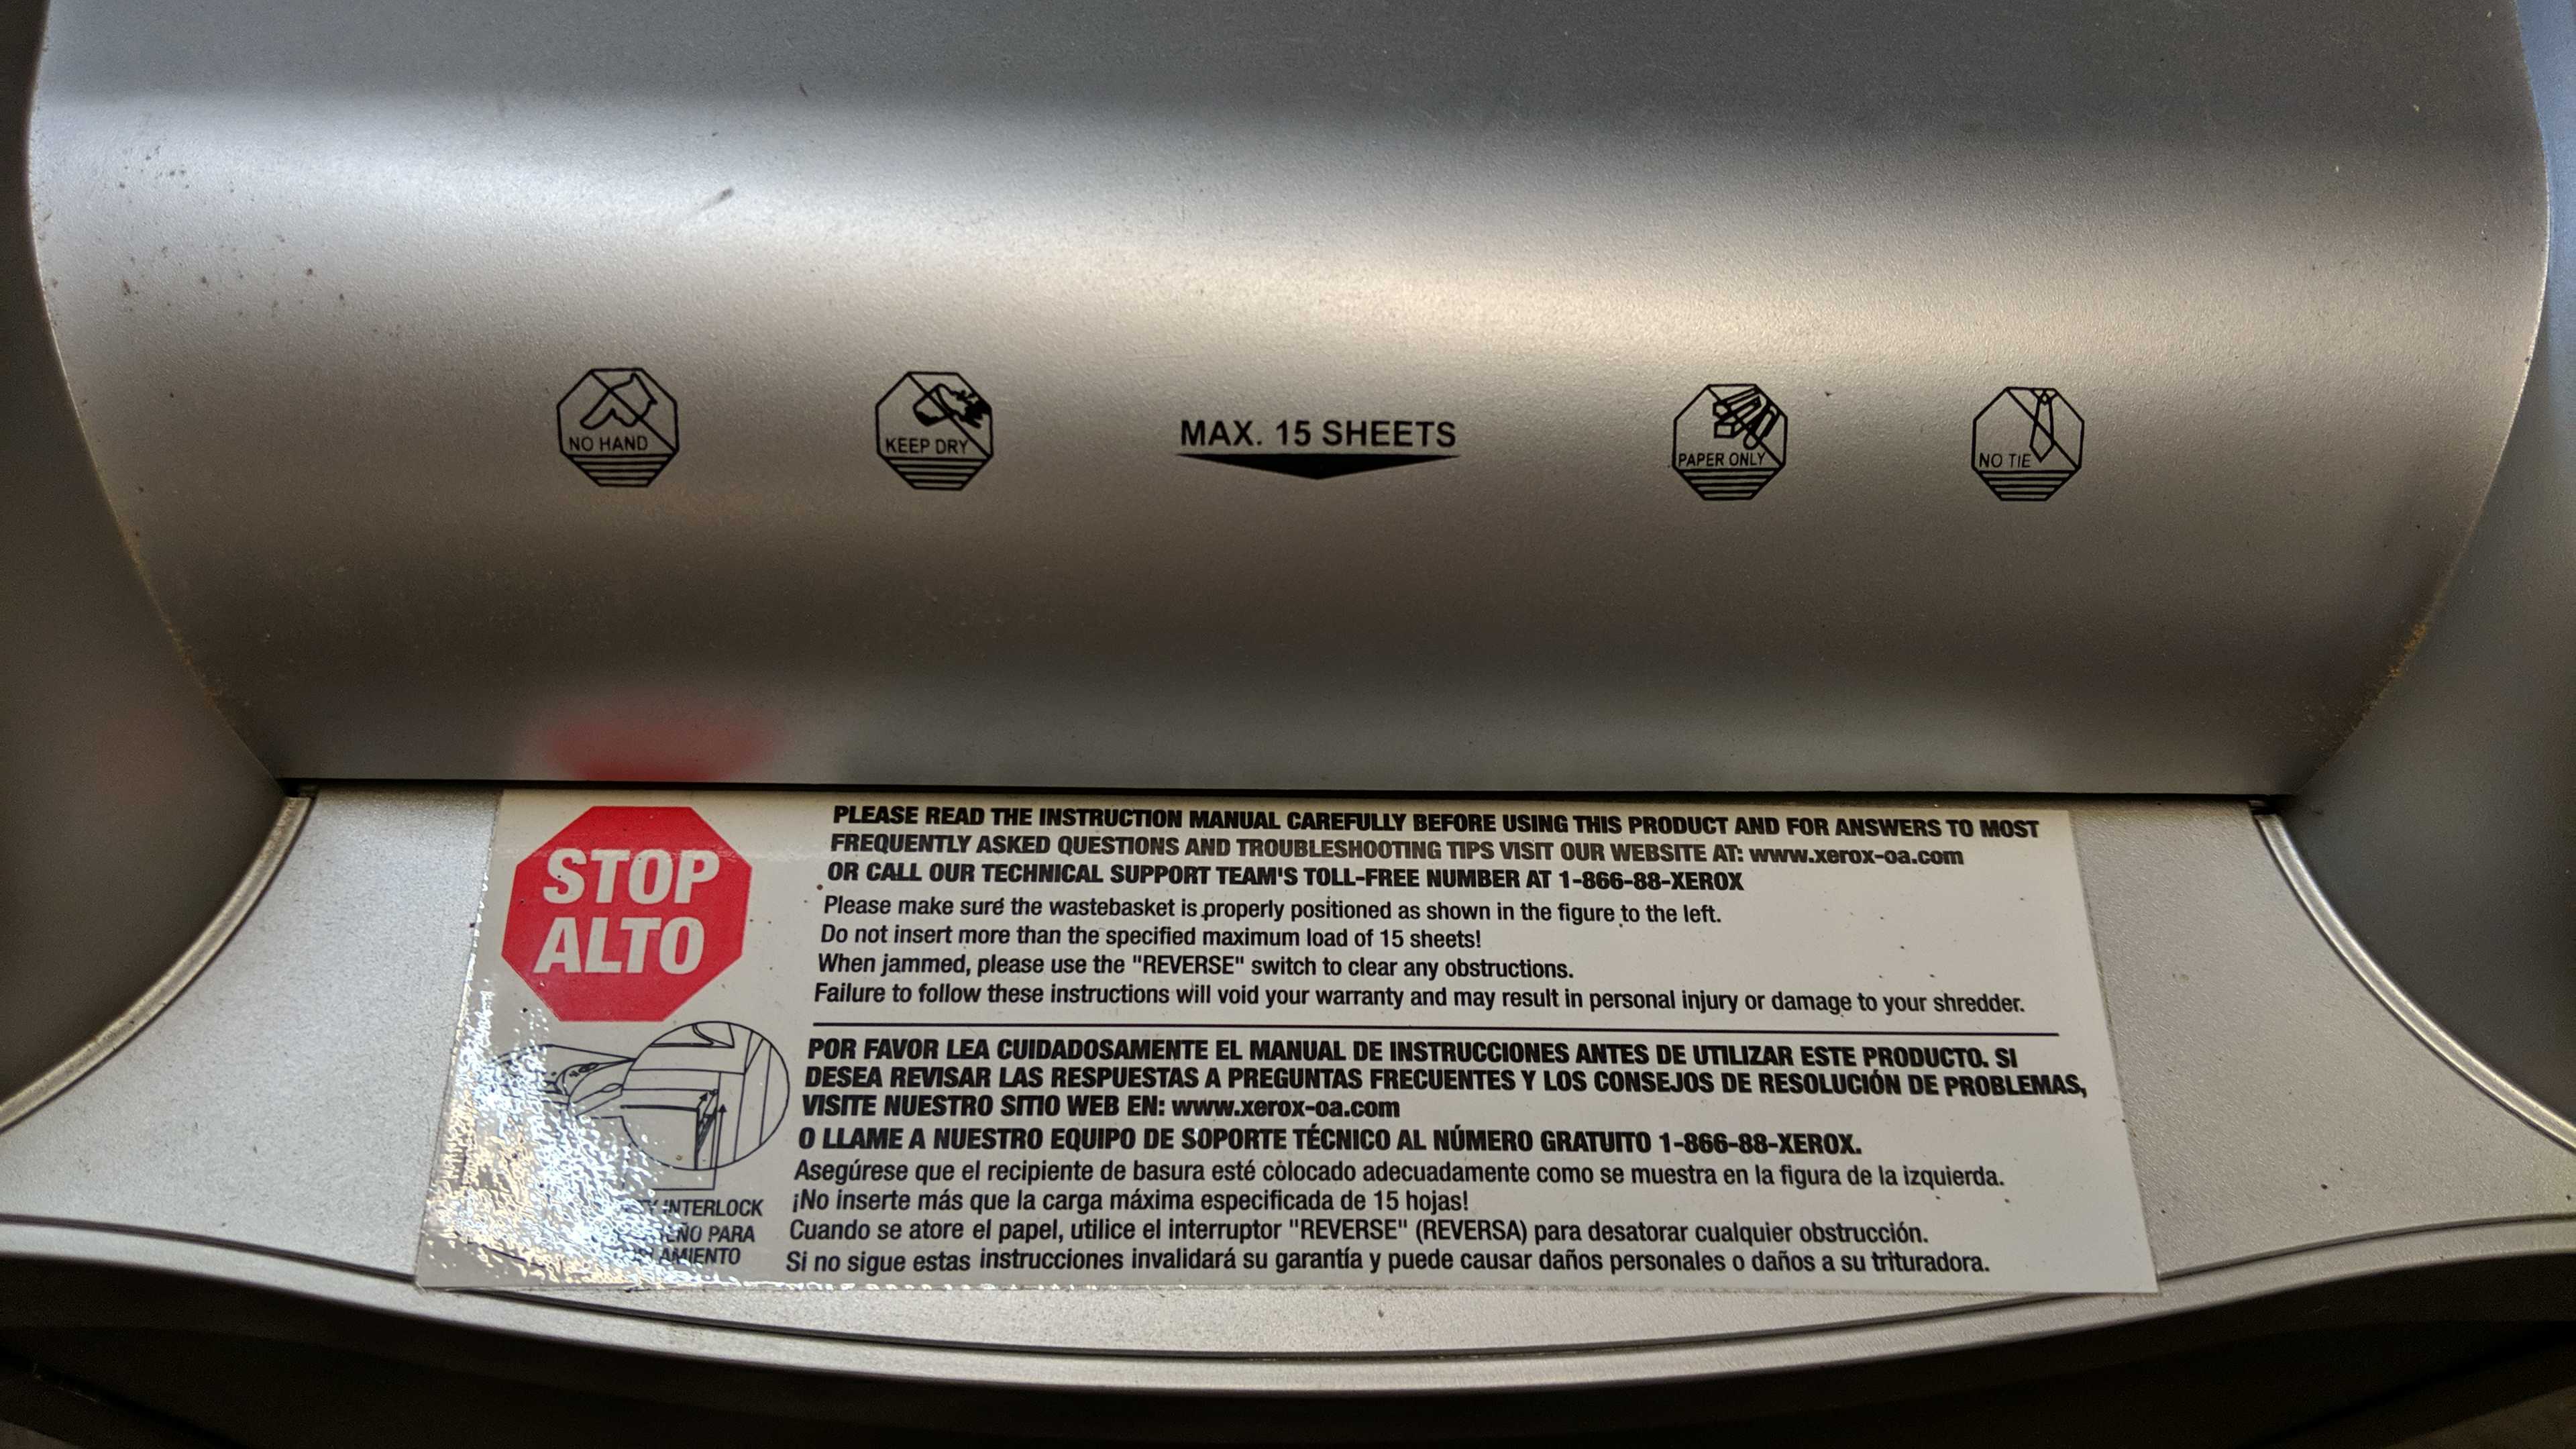 NO HAND
KEEP DRY
MAX. 15 SHEETS
PAPER ONLY
NO TIE
STOP
ALTO
PLEASE READ THE INSTRUCTION MANUAL CAREFULLY BEFORE USING THIS PRODUCT AND FOR ANSWERS TO MOST
FREQUENTLY ASKED QUESTIONS AND TROUBLESHOOTING TIPS VISIT OUR WEBSITE AT: www.xerox-oa.com
OR CALL OUR TECHNICAL SUPPORT TEAM'S TOLL-FREE NUMBER AT 1-866-88-XEROX
Please make sure the wastebasket is properly positioned as shown in the figure to the left.
Do not insert more than the specified maximum load of 15 sheets!
When jammed, please use the "REVERSE" switch to clear any obstructions.
Failure to follow these instructions will void your warranty and may result in personal injury or damage to your shredder.
POR FAVOR LEA CUIDADOSAMENTE EL MANUAL DE INSTRUCCIONES ANTES DE UTILIZAR ESTE PRODUCTO. SI
DESEA REVISAR LAS RESPUESTAS A PREGUNTAS FRECUENTES Y LOS CONSEJOS DE RESOLUCIÓN DE PROBLEMAS,
VISITE NUESTRO SITIO WEB EN: www.xerox-oa.com
O LLAME A NUESTRO EQUIPO DE SOPORTE TÉCNICO AL NÚMERO GRATUITO 1-866-88-XEROX.
Asegúrese que el recipiente de basura esté colocado adecuadamente como se muestra en la figura de la izquierda.
¡No inserte más que la carga máxima especificada de 15 hojas!
Cuando se atore el papel, utilice el interruptor "REVERSE" (REVERSA) para desatorar cualquier obstrucción.
Si no sigue estas instrucciones invalidará su garantía y puede causar daños personales o daños a su trituradora.
INTERLOCK
PARA